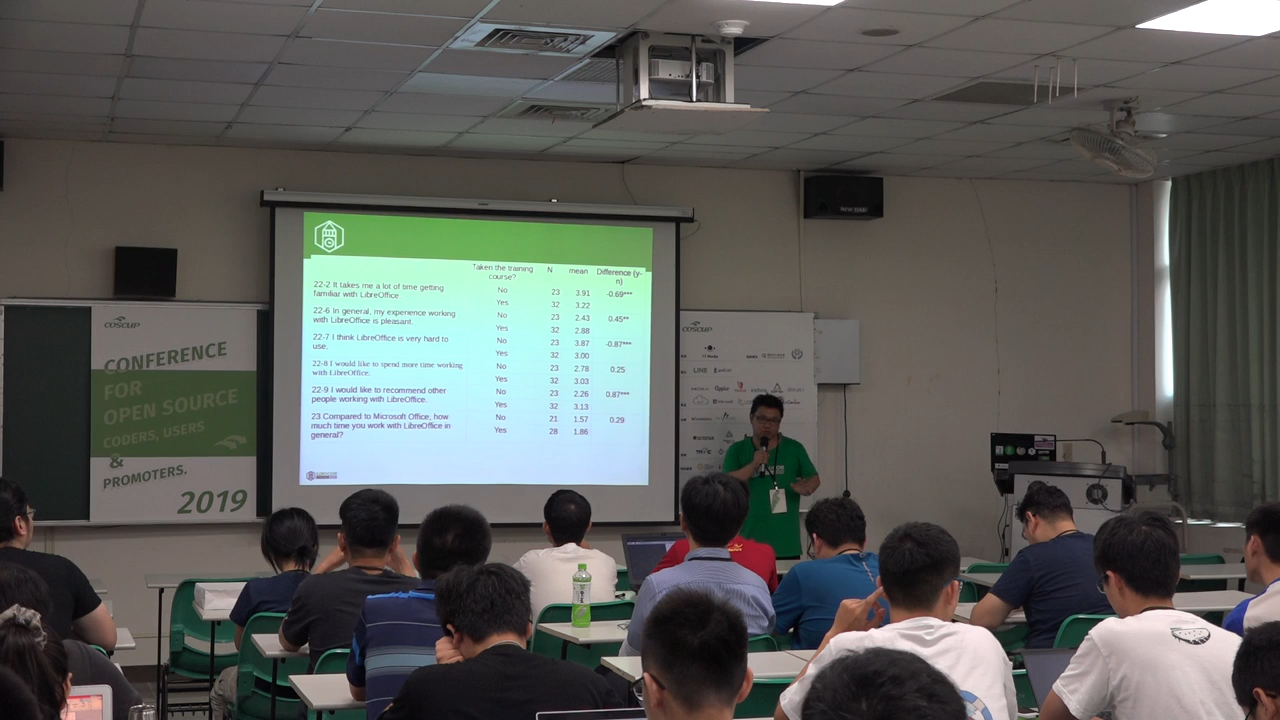 Taken the training course? N mean Difference (y-n)
22-2 It takes me a lot of time getting familiar with LibreOffice
No 23 3.91 -0.69***
Yes 32 3.22
22-6 In general, my experience working with LibreOffice is pleasant.
No 23 2.43 0.45**
Yes 32 2.88
22-7 I think LibreOffice is very hard to use.
No 23 3.87 -0.87***
Yes 32 3.00
22-8 I would like to spend more time working with LibreOffice.
No 23 2.78 0.25
Yes 32 3.03
22-9 I would like to recommend other people working with LibreOffice.
No 23 2.26 0.87***
Yes 32 3.13
23 Compared to Microsoft Office, how much time you work with LibreOffice in general?
No 21 1.57 0.29
Yes 28 1.86
COSCUP
CONFERENCE
FOR
OPEN SOURCE
CODERS, USERS
&
PROMOTERS,
2019
COSCUP
LINE